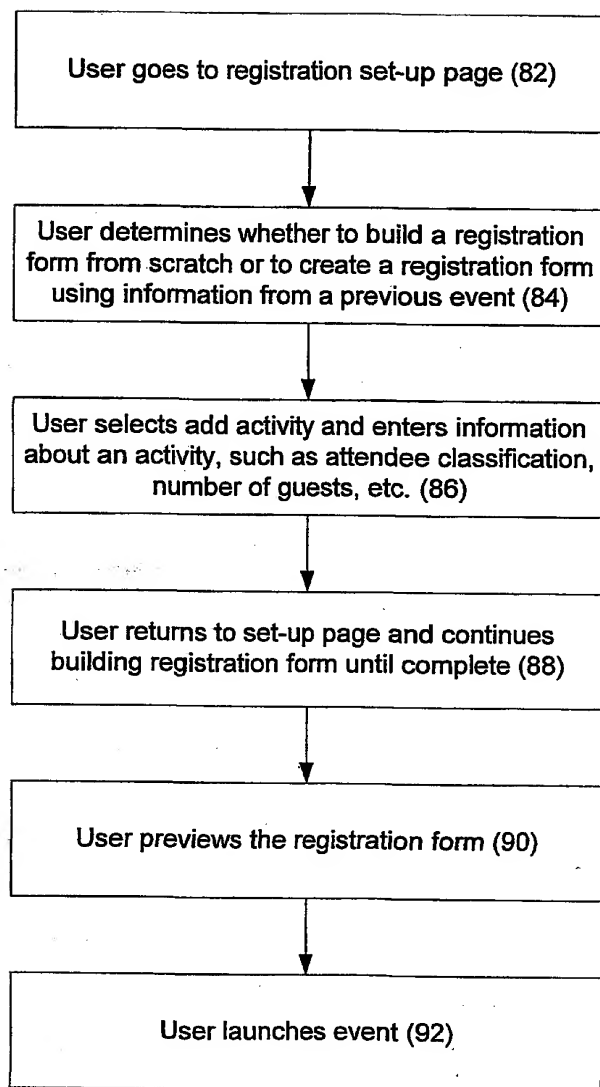 User goes to registration set-up page (82)
User determines whether to build a registration
form from scratch or to create a registration form
using information from a previous event (84)
User selects add activity and enters information
about an activity, such as attendee classification,
number of guests, etc. (86)
User returns to set-up page and continues
building registration form until complete (88)
User previews the registration form (90)
User launches event (92)